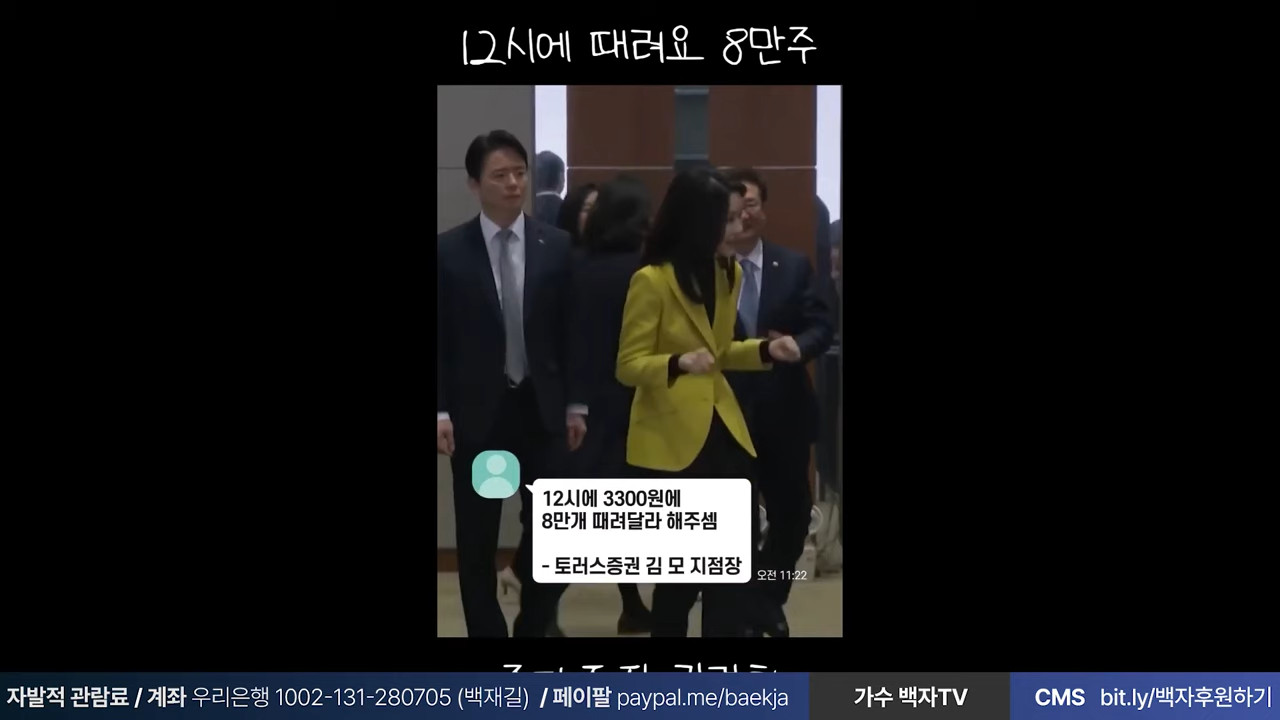 12시에 때려요 8만주
12시에 3300원에
8만개 때려달라 해주셈
- 토러스증권 김 모 지점장
오전 11:22
자발적 관람료 / 계좌 우리은행 1002-131-280705 (백재길) / 페이팔 paypal.me/baekja
가수 백자TV
CMS bit.ly/백자후원하기